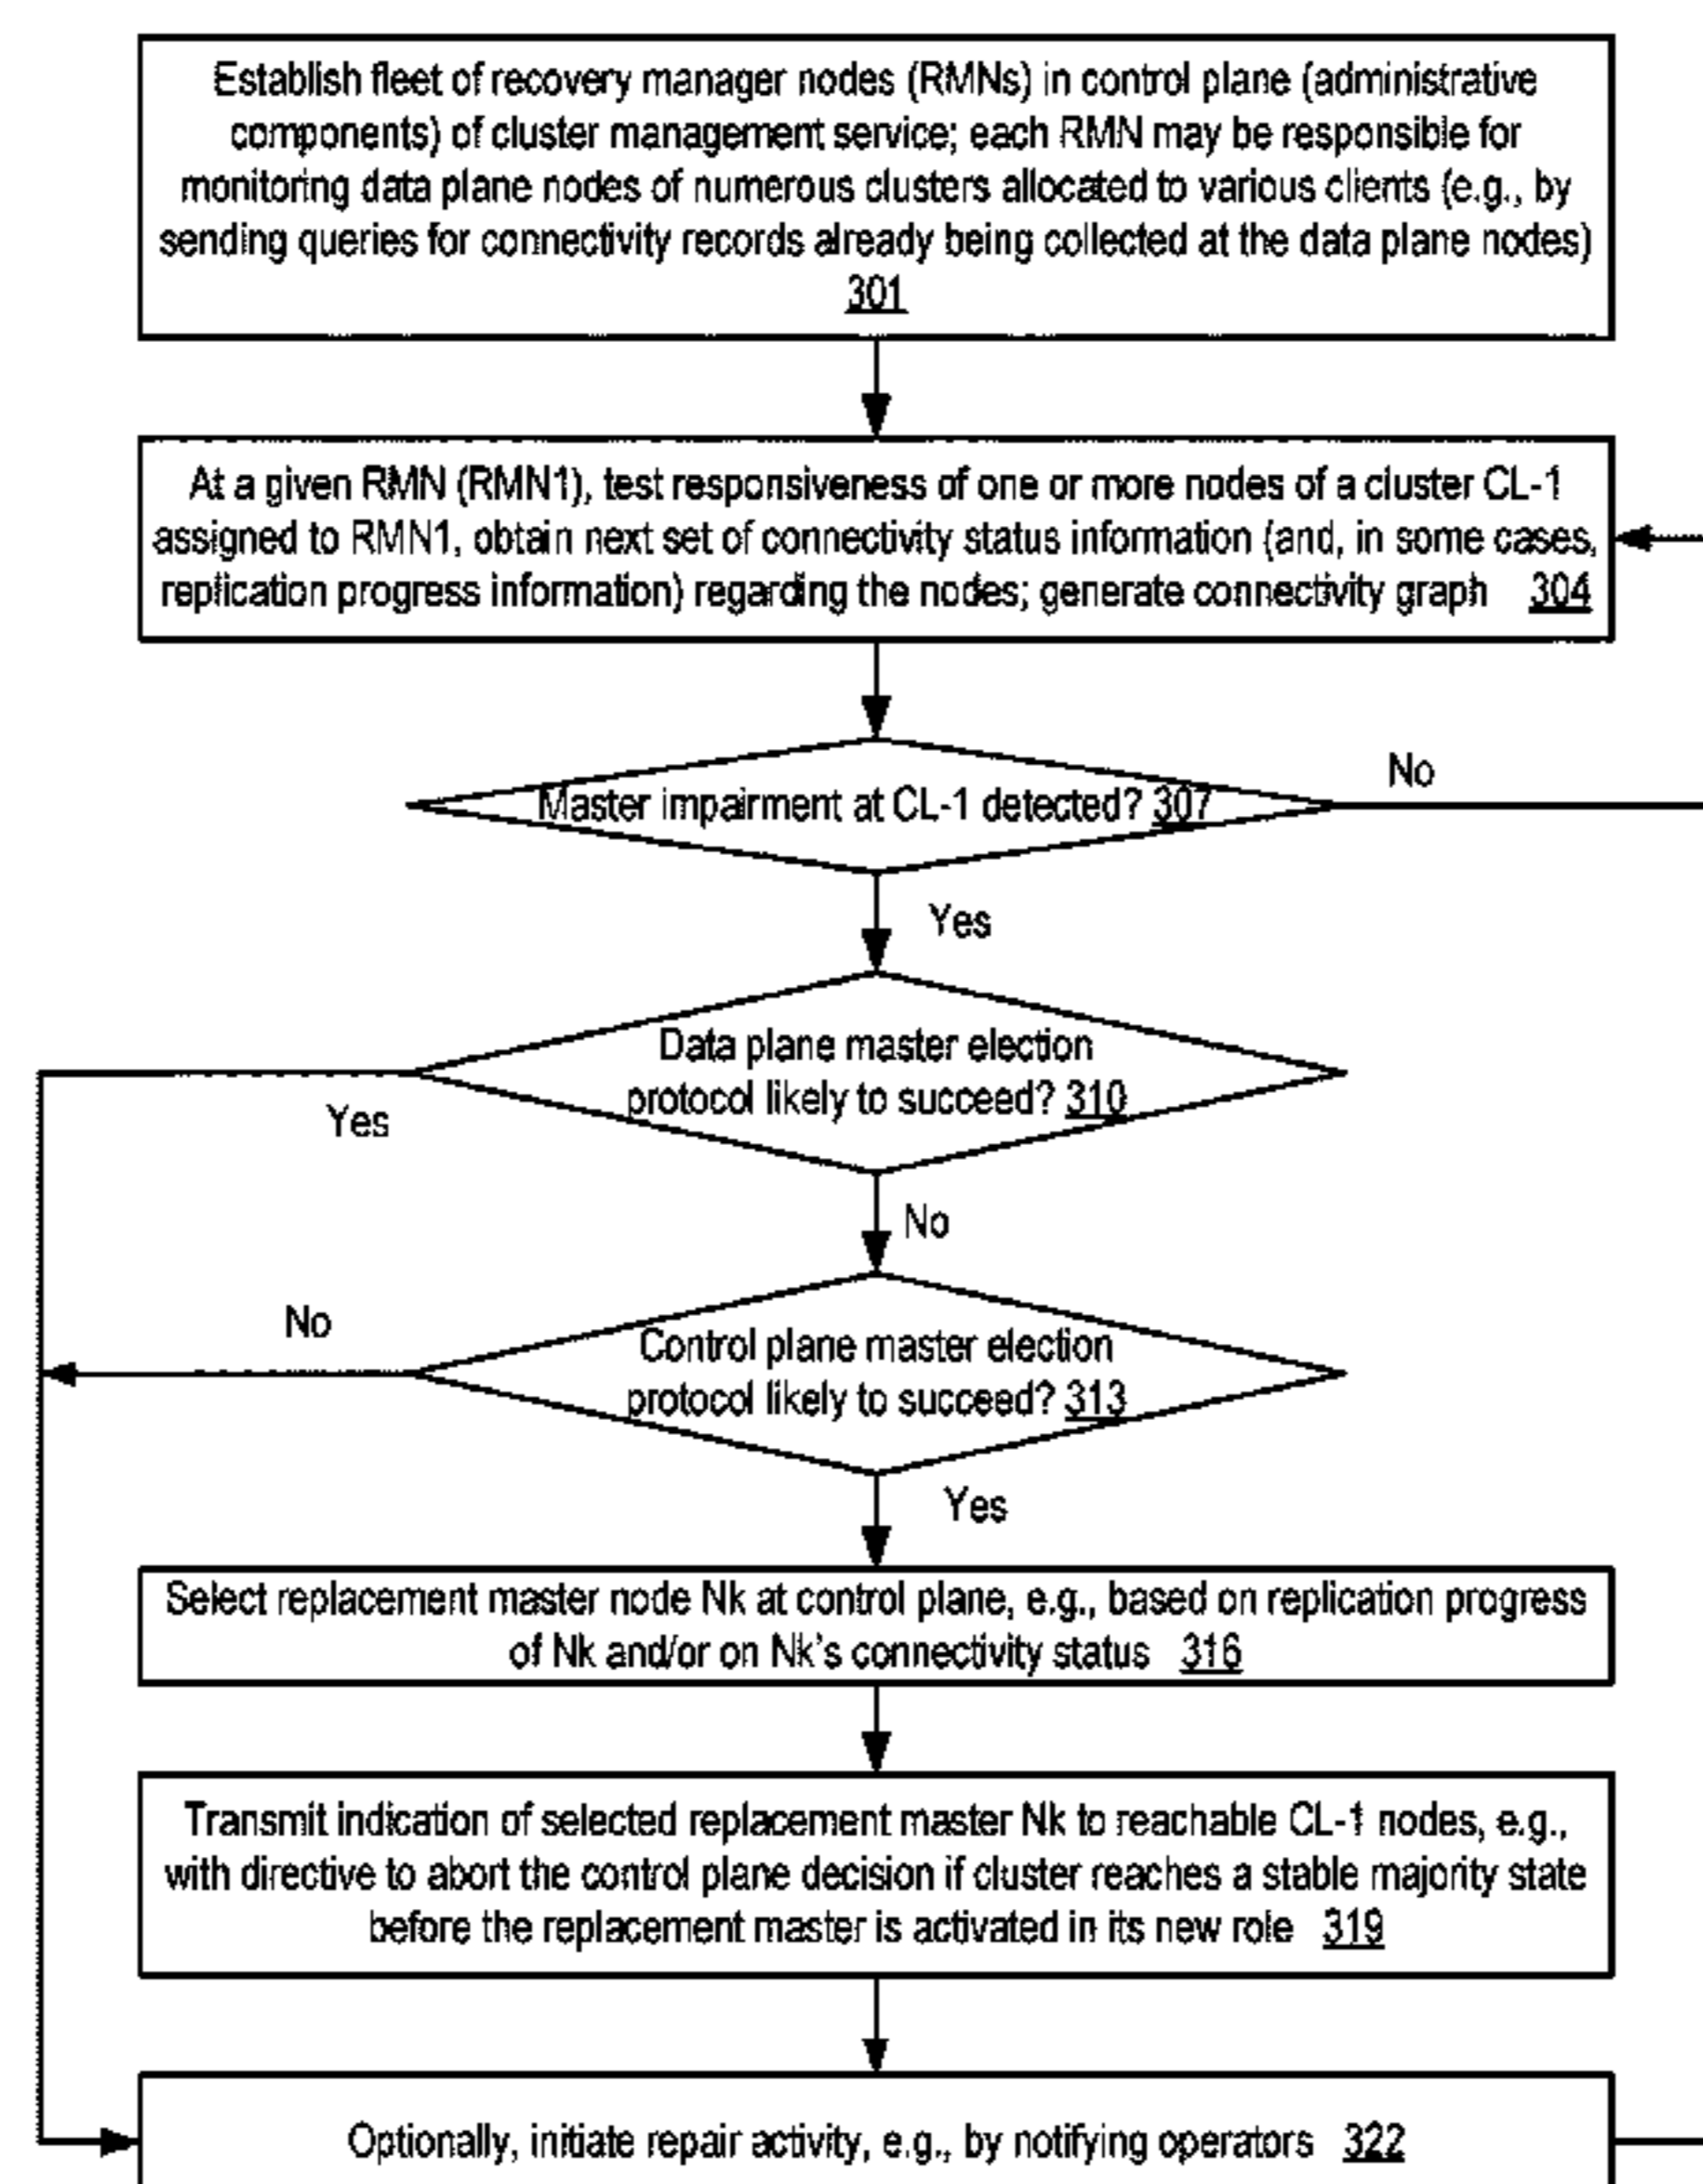 Establish fleet of recovery manager nodes (RMNs) in control plane (administrative
components) of cluster management service; each RMN may be responsible for
monitoring data plane nodes of numerous clusters allocated to various clients (e.g., by
sending queries for connectivity records already being collected at the data plane nodes)
301
At a given RMN (RMN1), test responsiveness of one or more nodes of a cluster CL-1
assigned to RMN1, obtain next set of connectivity status information (and, in some cases,
replication progress information) regarding the nodes; generate connectivity graph 304
Master impairment at CL-1 detected? 307
No
Yes
Data plane master election
protocol likely to succeed? 310
Yes
No
Control plane master election
protocol likely to succeed? 313
No
Yes
Select replacement master node Nk at control plane, e.g., based on replication progress
of Nk and/or on Nk's connectivity status 316
Transmit indication of selected replacement master Nk to reachable CL-1 nodes, e.g.,
with directive to abort the control plane decision if cluster reaches a stable majority state
before the replacement master is activated in its new role 319
Optionally, initiate repair activity, e.g., by notifying operators 322